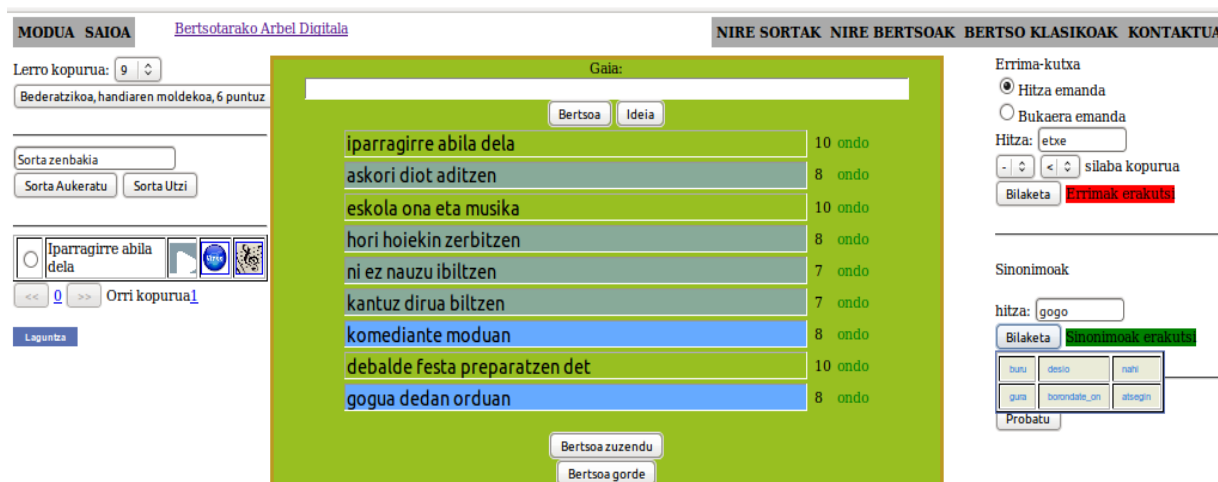 MODUA SAIOA Bertsotarako Arbel Digitala NIRE SORTAK NIRE BERTSOAK BERTSO KLASIKOAK KONTAKTUA
Lerro kopurua: 9
Bederatzikoa, handiaren moldekoa, 6 puntuz
Sorta zenbakia
Sorta Aukeratu Sorta Utzi
Iparragirre abila
dela
<< 0 >> Orri kopurua1
Laguntza
Gaia:
Bertsoa Ideia
iparragirre abila dela 10 ondo
askori diot aditzen 8 ondo
eskola ona eta musika 10 ondo
hori hoiekin zerbitzen 8 ondo
ni ez nauzu ibiltzen 7 ondo
kantuz dirua biltzen 7 ondo
komediante moduan 8 ondo
debalde festa preparatzen det 10 ondo
gogua dedan orduan 8 ondo
Bertsoa zuzendu
Bertsoa gorde
Errima-kutxa
Hitza emanda
Bukaera emanda
Hitza: etxe
- < silaba kopurua
Bilaketa Errimak erakutsi
Sinonimoak
hitza: gogo
Bilaketa Sinonimoak erakutsi
buru desio nahi
gura borondate_on atsegin
Probatu